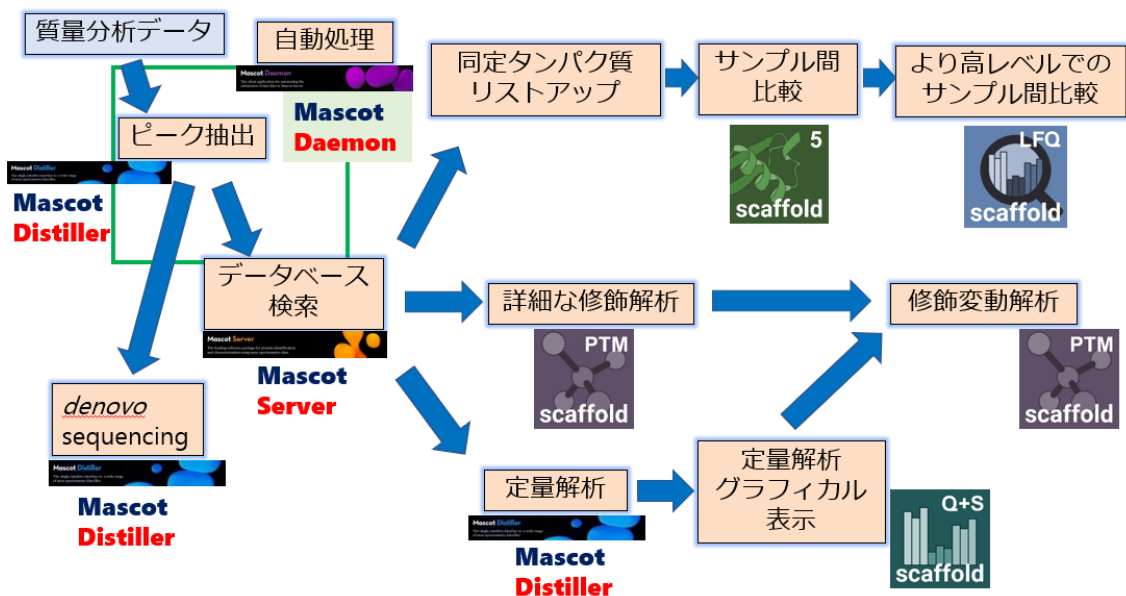 質量分析データ
自動処理
Mascot Daemon
Mascot
Daemon
ピーク抽出
Mascot Distiller
Mascot
Distiller
同定タンパク質
リストアップ
サンプル間
比較
5
scaffold
より高レベルでの
サンプル間比較
LFQ
scaffold
データベース
検索
Mascot Server
Mascot
Server
詳細な修飾解析
PTM
scaffold
修飾変動解析
PTM
scaffold
denovo
sequencing
Mascot Distiller
Mascot
Distiller
定量解析
Mascot Distiller
Mascot
Distiller
定量解析
グラフィカル
表示
Q+S
scaffold